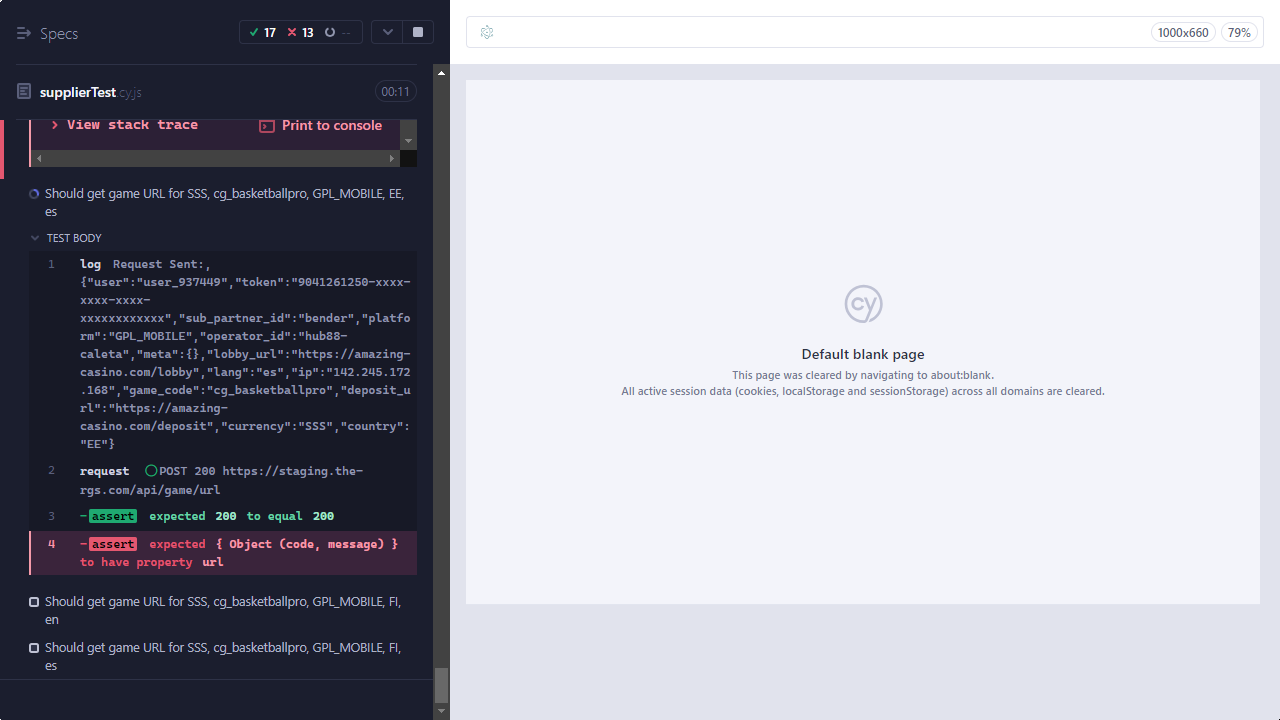 Specs
17
13
--
1000x660
79%
supplierTest.cy.js
00:11
View stack trace
Print to console
Should get game URL for SSS, cg_basketballpro, GPL_MOBILE, EE,
es
TEST BODY
1 log Request Sent:,
{"user":"user_937449","token":"9041261250-xxxx-
xxxx-xxxx-
xxxxxxxxxxxx","sub_partner_id":"bender","platfo
rm":"GPL_MOBILE","operator_id":"hub88-
caleta","meta":{},"lobby_url":"https://amazing-
casino.com/lobby","lang":"es","ip":"142.245.172
.168","game_code":"cg_basketballpro","deposit_u
rl":"https://amazing-
casino.com/deposit","currency":"SSS","country":
"EE"}
2 request POST 200 https://staging.the-
rgs.com/api/game/url
3 -assert expected 200 to equal 200
4 -assert expected { Object (code, message) }
to have property url
Should get game URL for SSS, cg_basketballpro, GPL_MOBILE, FI,
en
Should get game URL for SSS, cg_basketballpro, GPL_MOBILE, FI,
es
cy
Default blank page
This page was cleared by navigating to about:blank.
All active session data (cookies, localStorage and sessionStorage) across all domains are cleared.